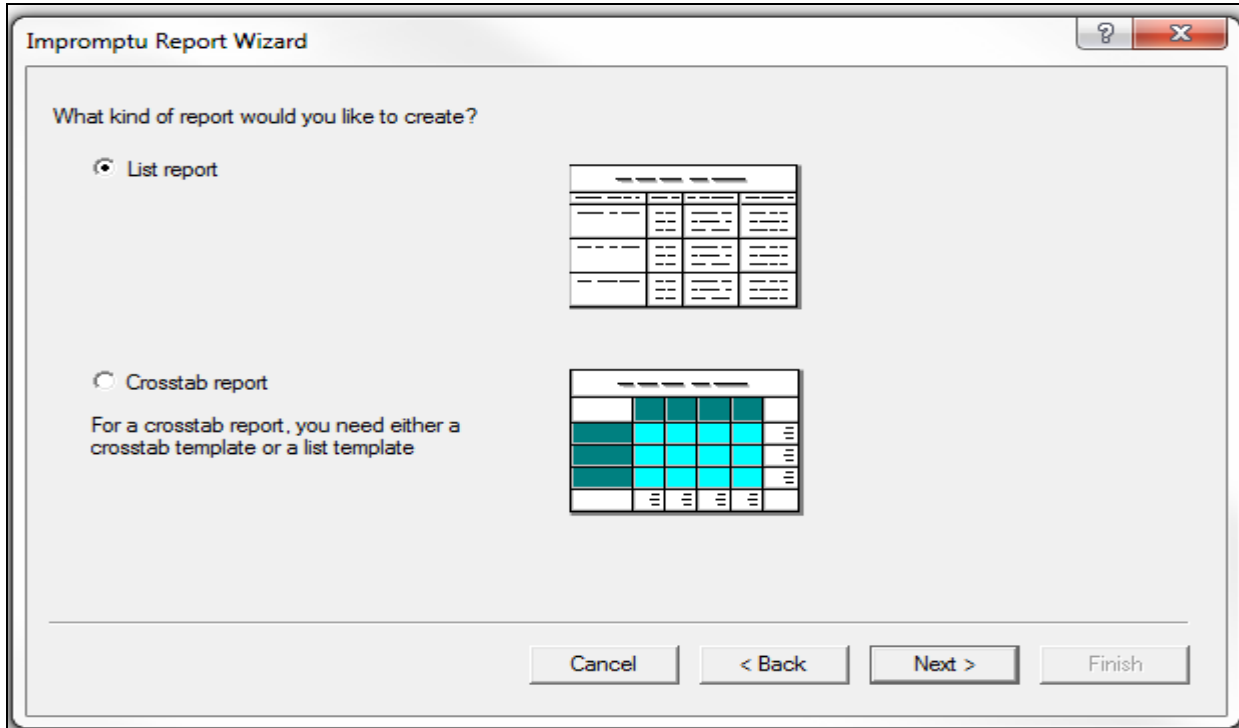 Impromptu Report Wizard
What kind of report would you like to create?
List report
Crosstab report
For a crosstab report, you need either a
crosstab template or a list template
Cancel
< Back
Next >
Finish